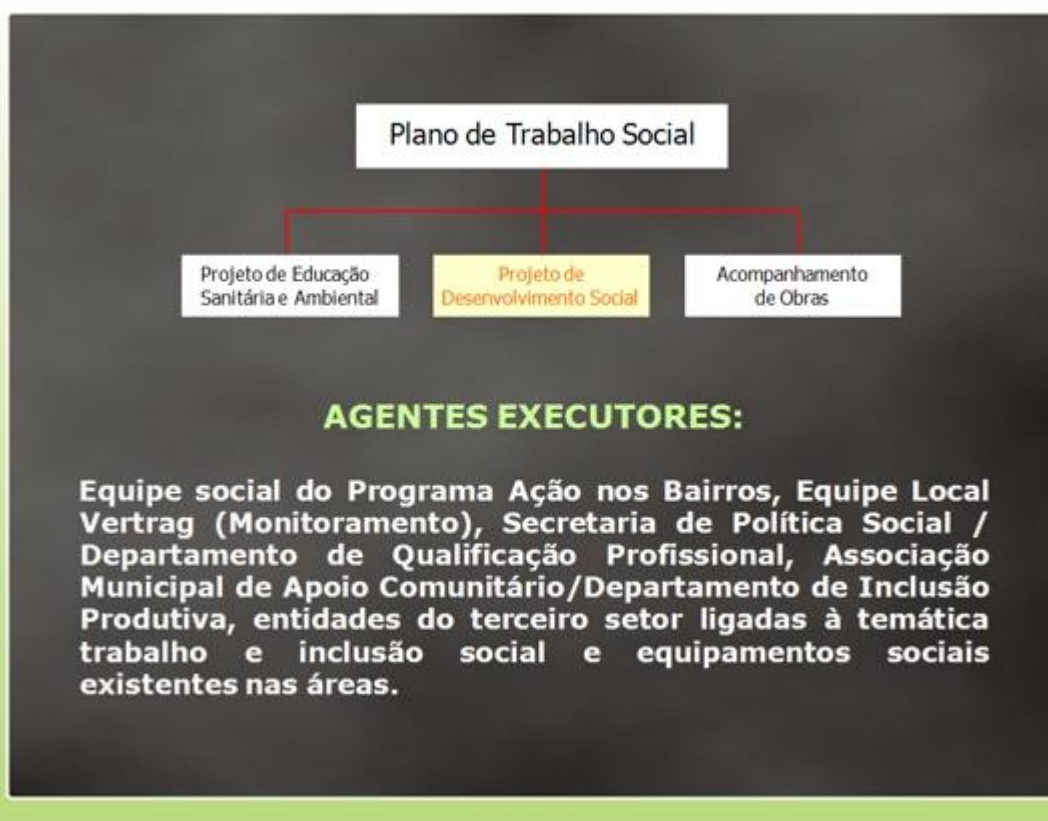 Plano de Trabalho Social
Projeto de Educação
Sanitária e Ambiental
Projeto de
Desenvolvimento Social
Acompanhamento
de Obras
AGENTES EXECUTORES:
Equipe social do Programa Ação nos Bairros, Equipe Local
Vertrag (Monitoramento), Secretaria de Política Social /
Departamento de Qualificação Profissional, Associação
Municipal de Apoio Comunitário/Departamento de Inclusão
Produtiva, entidades do terceiro setor ligadas à temática
trabalho e inclusão social e equipamentos sociais
existentes nas áreas.